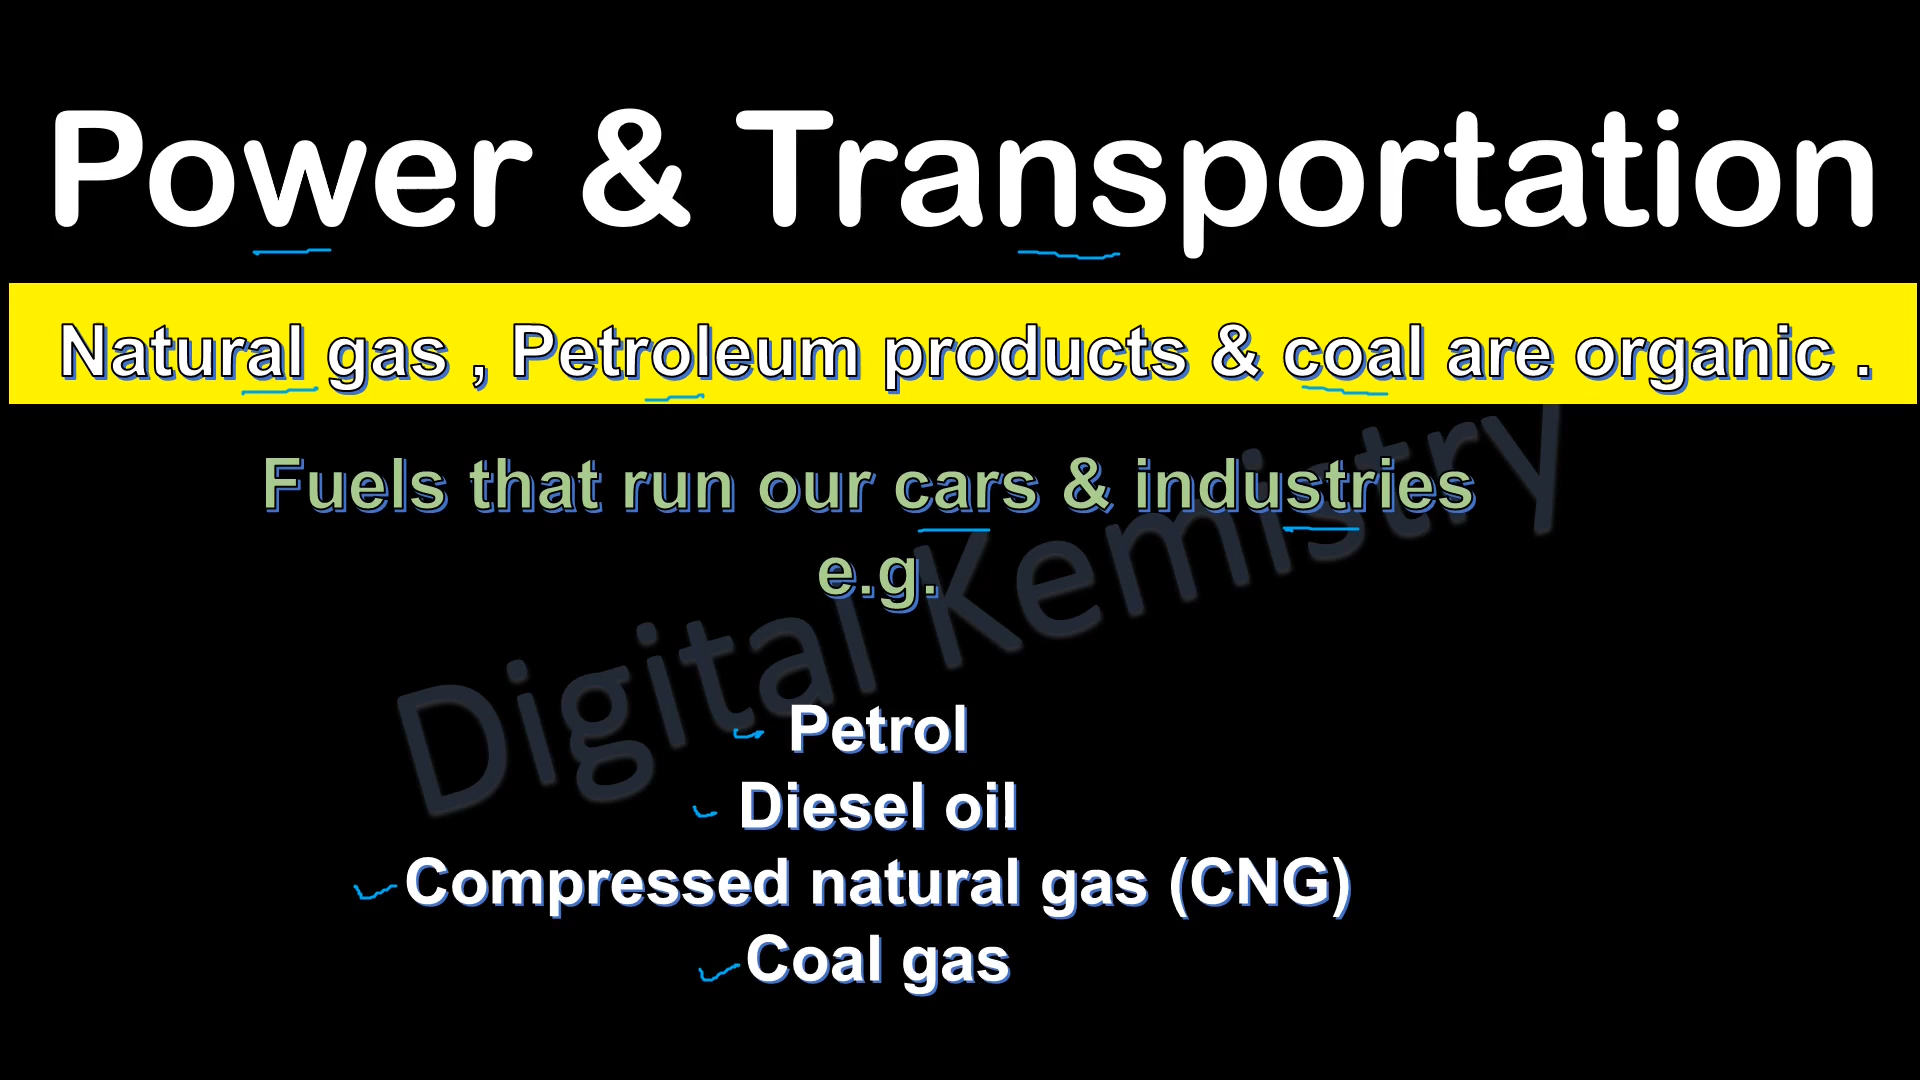 Power & Transportation
Natural gas , Petroleum products & coal are organic .
Fuels that run our cars & industries
e.g.
Digital Kemistry
Petrol
Diesel oil
Compressed natural gas (CNG)
Coal gas